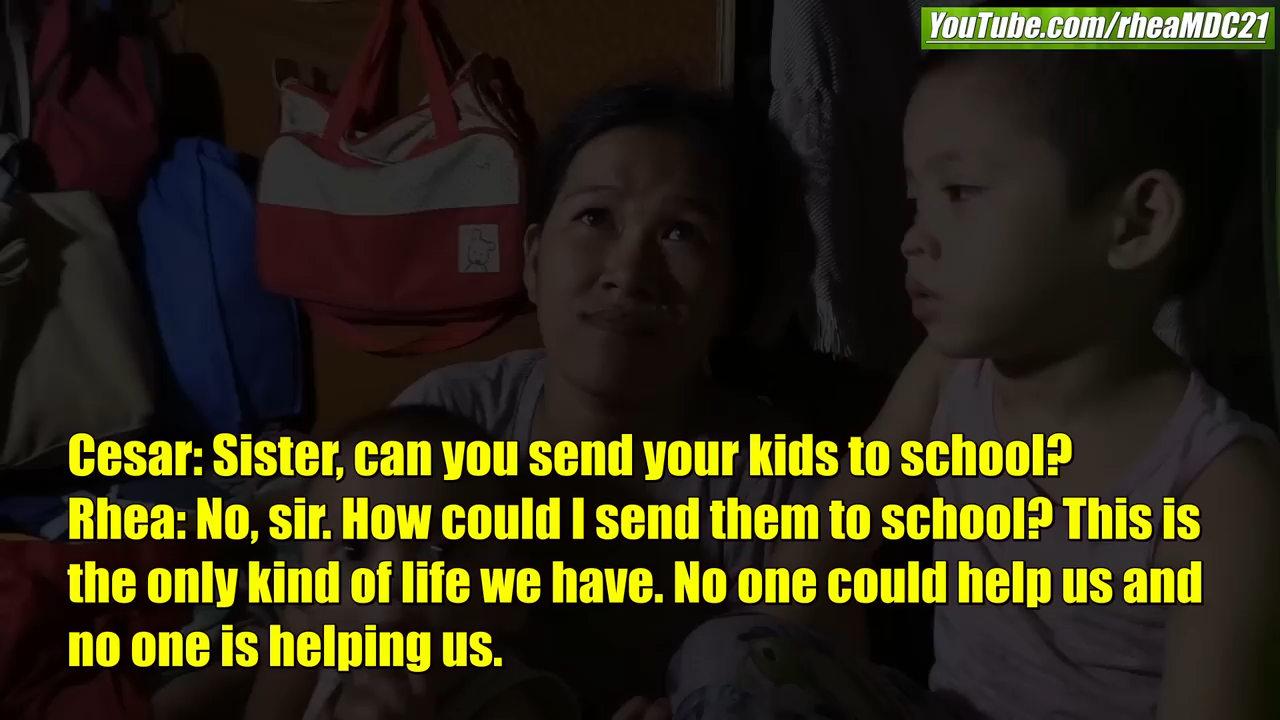 YouTube.com/rheaMDC21
Cesar: Sister, can you send your kids to school?
Rhea: No, sir. How could I send them to school? This is
the only kind of life we have. No one could help us and
no one is helping us.